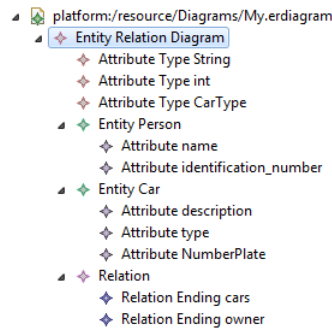 platform:/resource/Diagrams/My.erdiagram
Entity Relation Diagram
Attribute Type String
Attribute Type int
Attribute Type CarType
Entity Person
Attribute name
Attribute identification_number
Entity Car
Attribute description
Attribute type
Attribute NumberPlate
Relation
Relation Ending cars
Relation Ending owner